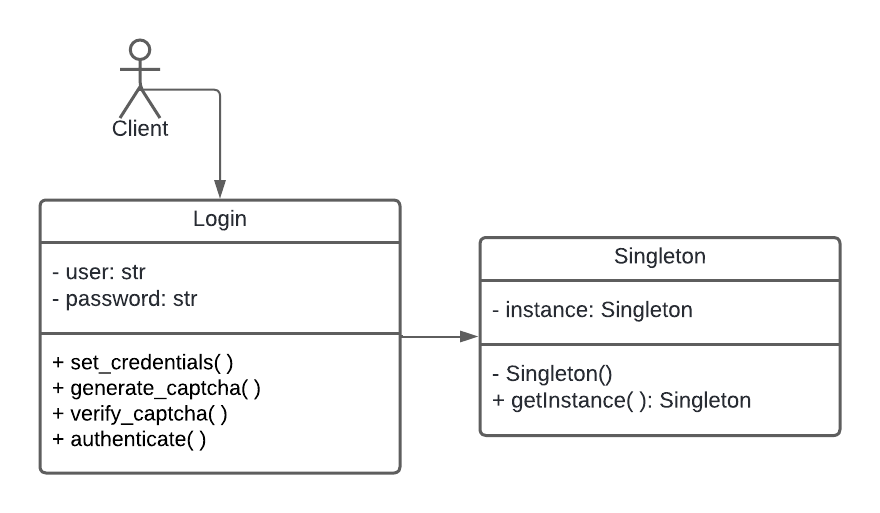 Client
Login
- user: str
- password: str
+ set_credentials( )
+ generate_captcha( )
+ verify_captcha( )
+ authenticate( )
Singleton
- instance: Singleton
- Singleton()
+ getInstance( ): Singleton